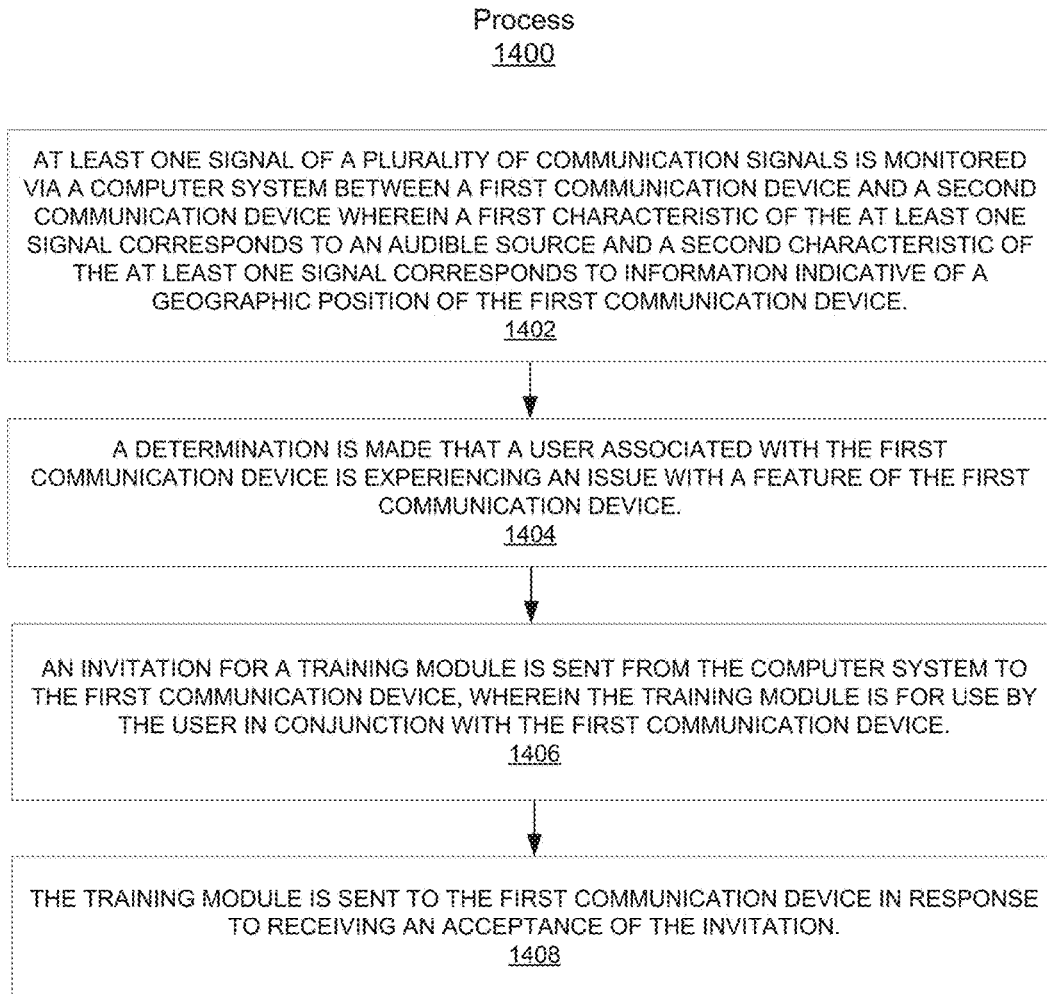 Process
1400
AT LEAST ONE SIGNAL OF A PLURALITY OF COMMUNICATION SIGNALS IS MONITORED
VIA A COMPUTER SYSTEM BETWEEN A FIRST COMMUNICATION DEVICE AND A SECOND
COMMUNICATION DEVICE WHEREIN A FIRST CHARACTERISTIC OF THE AT LEAST ONE
SIGNAL CORRESPONDS TO AN AUDIBLE SOURCE AND A SECOND CHARACTERISTIC OF
THE AT LEAST ONE SIGNAL CORRESPONDS TO INFORMATION INDICATIVE OF A
GEOGRAPHIC POSITION OF THE FIRST COMMUNICATION DEVICE.
1402
A DETERMINATION IS MADE THAT A USER ASSOCIATED WITH THE FIRST
COMMUNICATION DEVICE IS EXPERIENCING AN ISSUE WITH A FEATURE OF THE FIRST
COMMUNICATION DEVICE.
1404
AN INVITATION FOR A TRAINING MODULE IS SENT FROM THE COMPUTER SYSTEM TO
THE FIRST COMMUNICATION DEVICE, WHEREIN THE TRAINING MODULE IS FOR USE BY
THE USER IN CONJUNCTION WITH THE FIRST COMMUNICATION DEVICE.
1406
THE TRAINING MODULE IS SENT TO THE FIRST COMMUNICATION DEVICE IN RESPONSE
TO RECEIVING AN ACCEPTANCE OF THE INVITATION.
1408